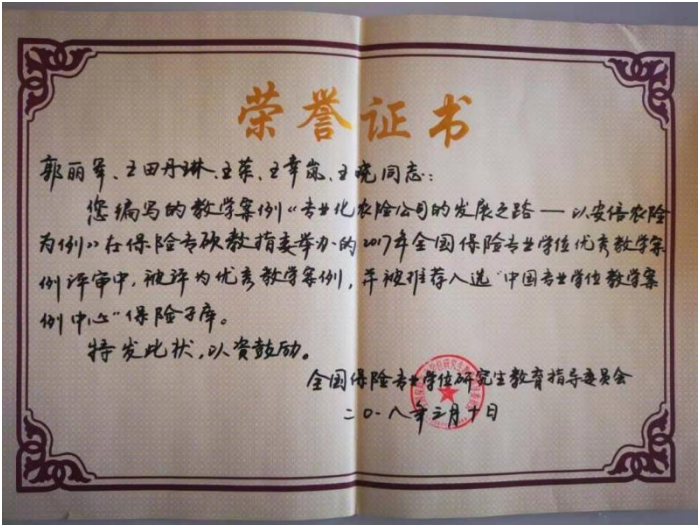 荣誉证书
郭丽军、王田丹琳、王荣、王幸岚、王晓同志：
您编写的教学案例《专业化农险公司的发展之路——以安信农险
为例》在保险专硕教指委举办的2017年全国保险专业学位优秀教学案
例评审中，被评为优秀教学案例，并被推荐入选"中国专业学位教学案
例中心"保险子库。
特发此状，以资鼓励。
全国保险专业学位研究生教育指导委员会
二〇一八年三月十日